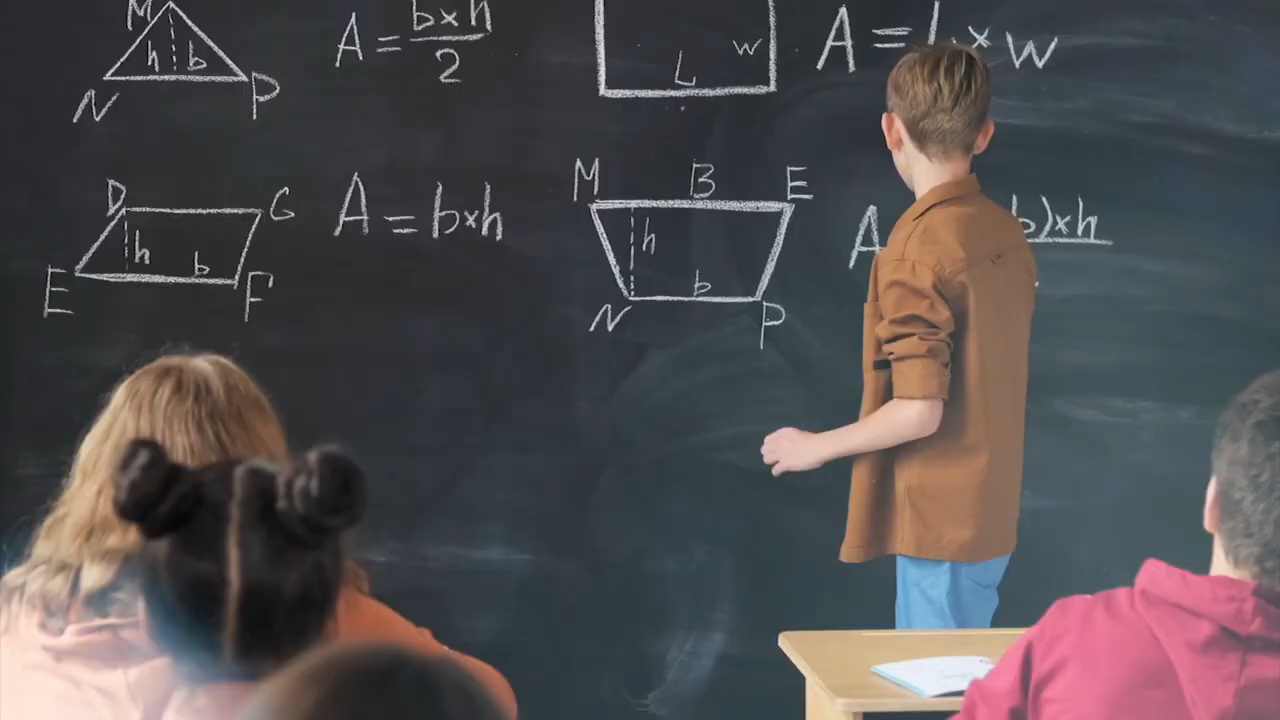 M
h b
N P
A = b×h
2
L w
A = L × w
D G
h b
E F
A = b×h
M B E
h b
N P
A b)×h